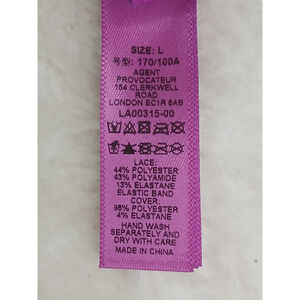 SIZE: L
号型: 170/100A
AGENT
PROVOCATEUR
154 CLERKWELL
ROAD
LONDON EC1R 5AB
LA00315-00
LACE:
44% POLYESTER
43% POLYAMIDE
13% ELASTANE
ELASTIC BAND
COVER:
96% POLYESTER
4% ELASTANE
HAND WASH
SEPARATELY AND
DRY WITH CARE
MADE IN CHINA